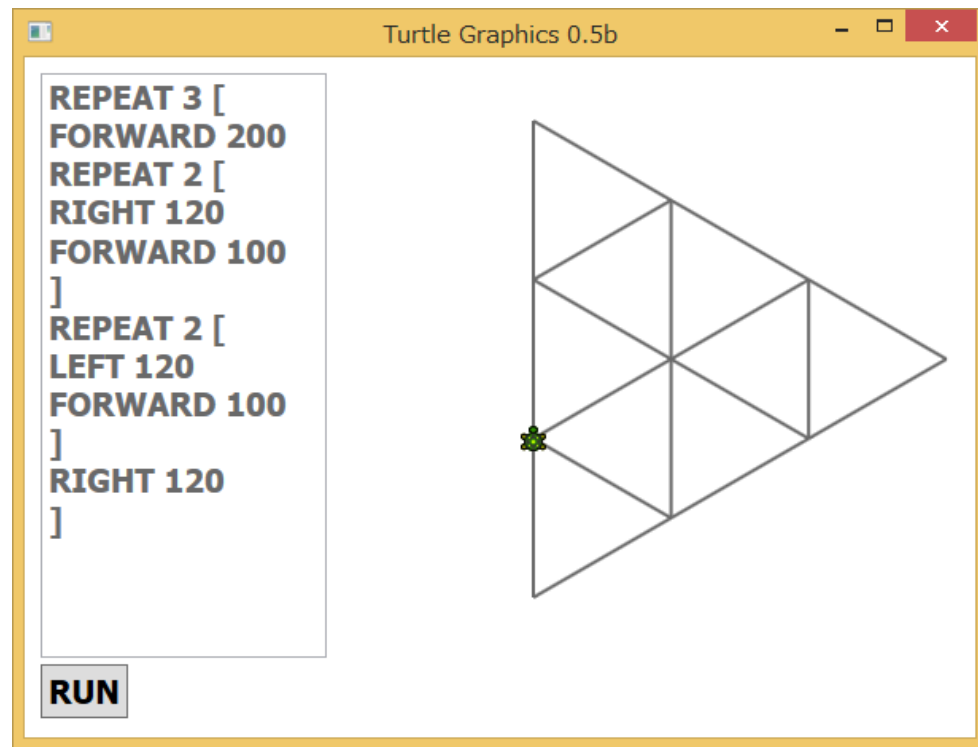 Turtle Graphics 0.5b
REPEAT 3 [
FORWARD 200
REPEAT 2 [
RIGHT 120
FORWARD 100
]
REPEAT 2 [
LEFT 120
FORWARD 100
]
RIGHT 120
]
RUN